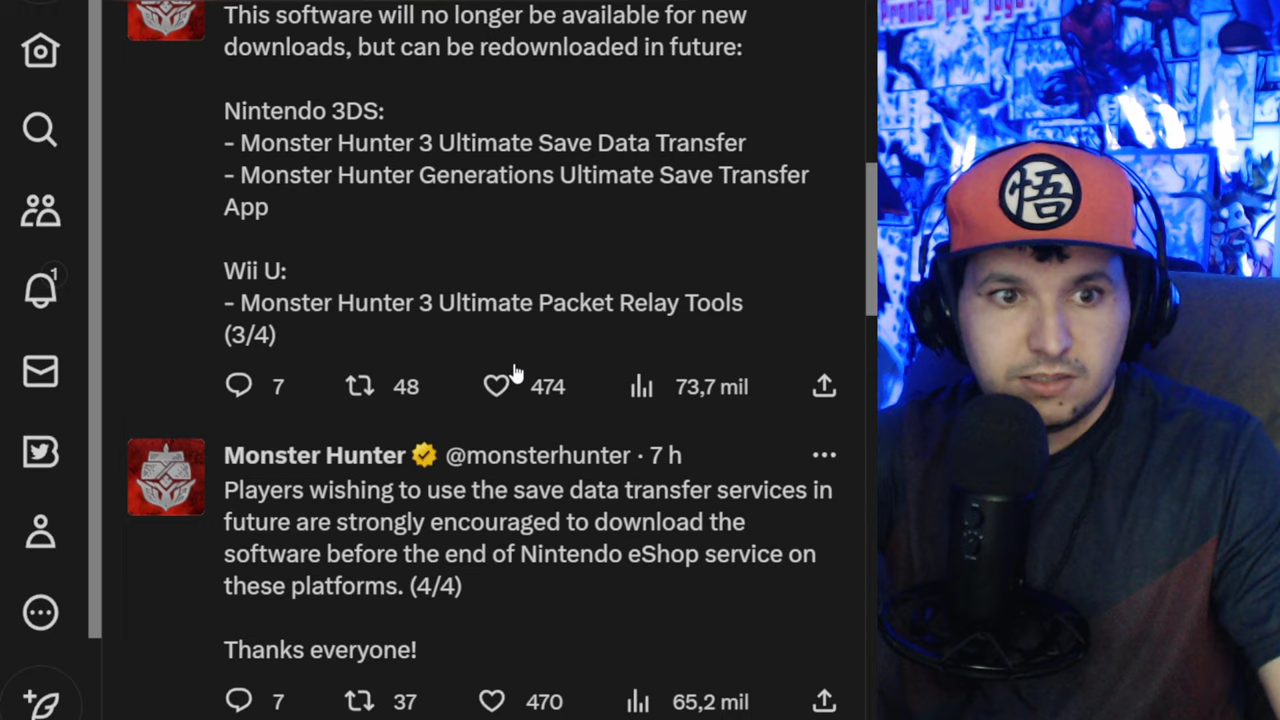 This software will no longer be available for new
downloads, but can be redownloaded in future:
Nintendo 3DS:
- Monster Hunter 3 Ultimate Save Data Transfer
- Monster Hunter Generations Ultimate Save Transfer
App
Wii U:
- Monster Hunter 3 Ultimate Packet Relay Tools
(3/4)
7 48 474 73,7 mil
1
Monster Hunter @monsterhunter · 7 h
Players wishing to use the save data transfer services in
future are strongly encouraged to download the
software before the end of Nintendo eShop service on
these platforms. (4/4)
Thanks everyone!
7 37 470 65,2 mil
悟